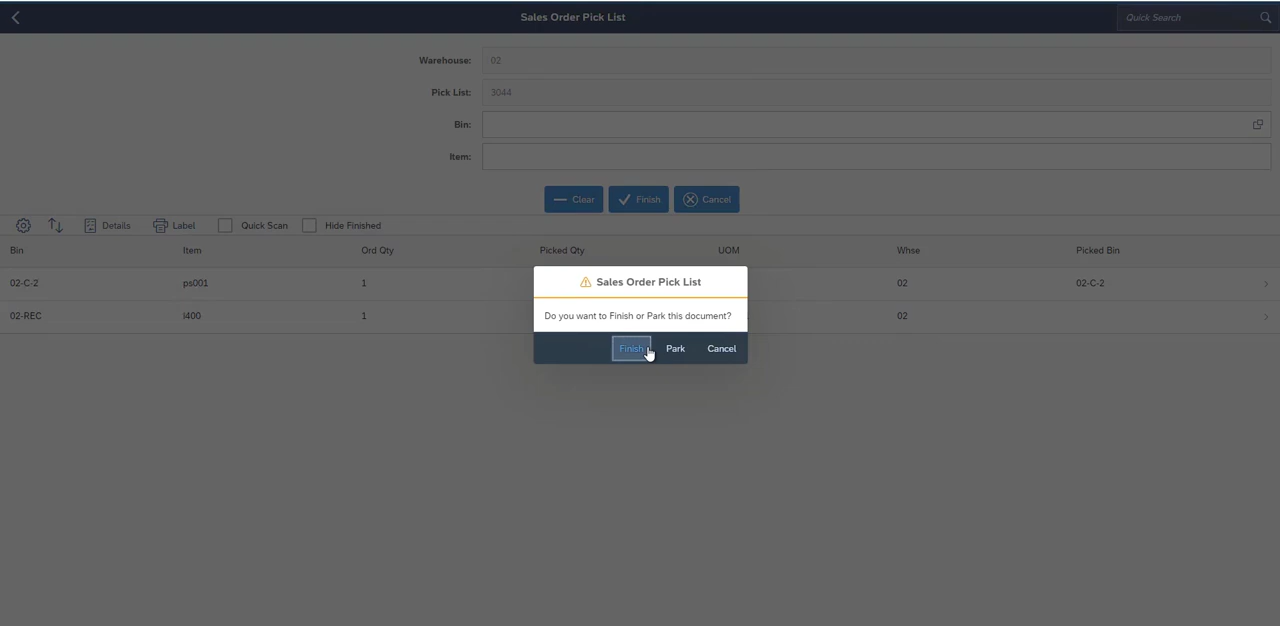 Sales Order Pick List
Quick Search
Warehouse: 02
Pick List: 3044
Bin:
Item:
Clear Finish Cancel
Details Label Quick Scan Hide Finished
Bin Item Ord Qty Picked Qty UOM Whse Picked Bin
02-C-2 ps001 1 02 02-C-2
02-REC i400 1 02
Sales Order Pick List
Do you want to Finish or Park this document?
Finish Park Cancel